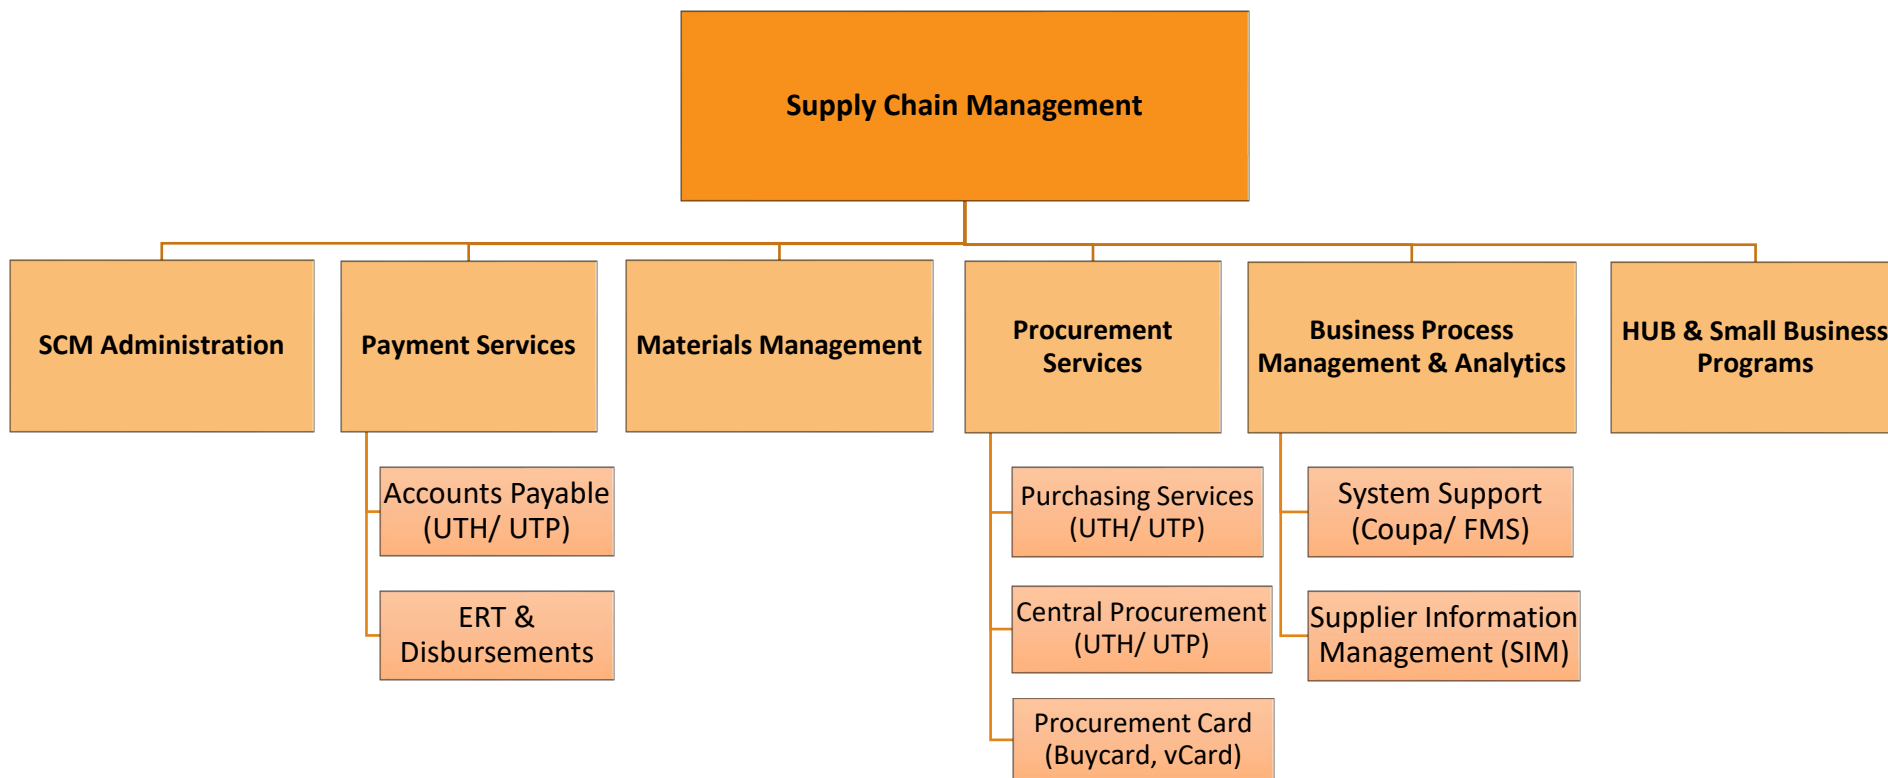 Supply Chain Management
SCM Administration
Payment Services
Materials Management
Procurement
Services
Business Process
Management & Analytics
HUB & Small Business
Programs
Accounts Payable
(UTH/ UTP)
ERT &
Disbursements
Purchasing Services
(UTH/ UTP)
Central Procurement
(UTH/ UTP)
Procurement Card
(Buycard, vCard)
System Support
(Coupa/ FMS)
Supplier Information
Management (SIM)